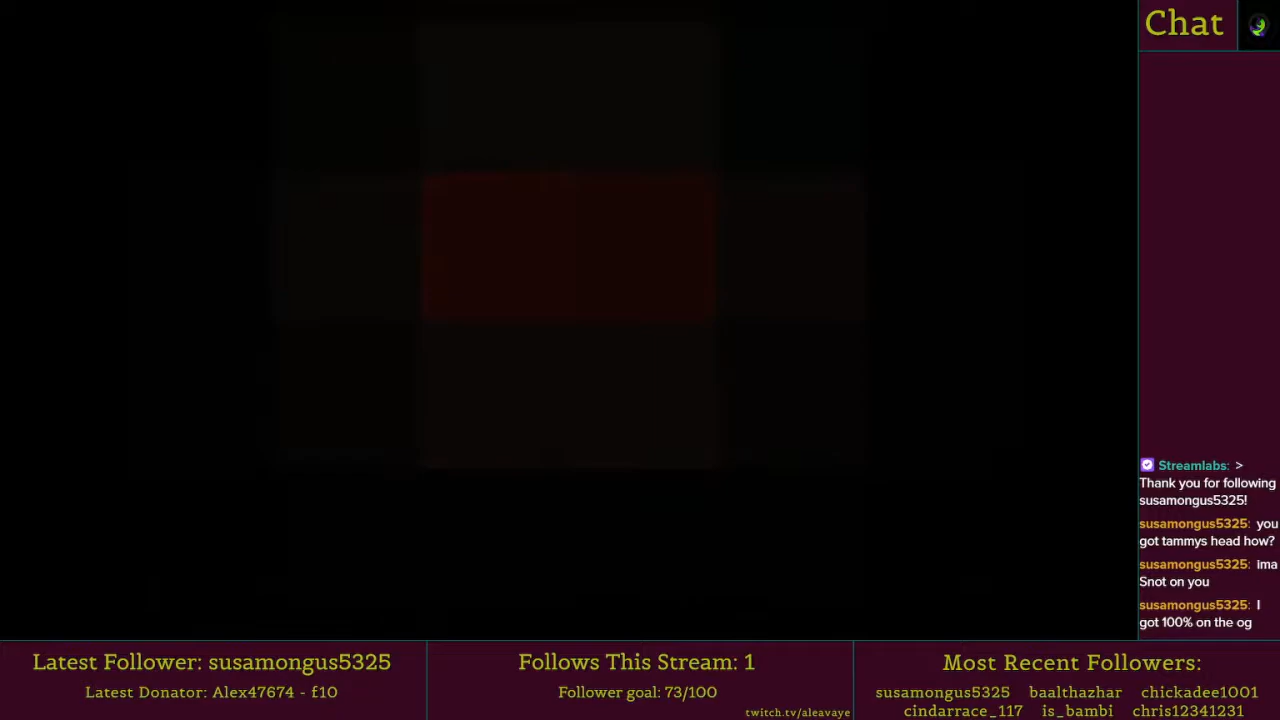 Chat
Streamlabs: >
Thank you for following
susamongus5325!
susamongus5325: you
got tammys head how?
susamongus5325: ima
Snot on you
susamongus5325: I
got 100% on the og
Latest Follower: susamongus5325
Latest Donator: Alex47674 - f10
Follows This Stream: 1
Follower goal: 73/100
twitch.tv/aleavaye
Most Recent Followers:
susamongus5325 baalthazhar chickadee1001
cindarrace_117 is_bambi chris12341231